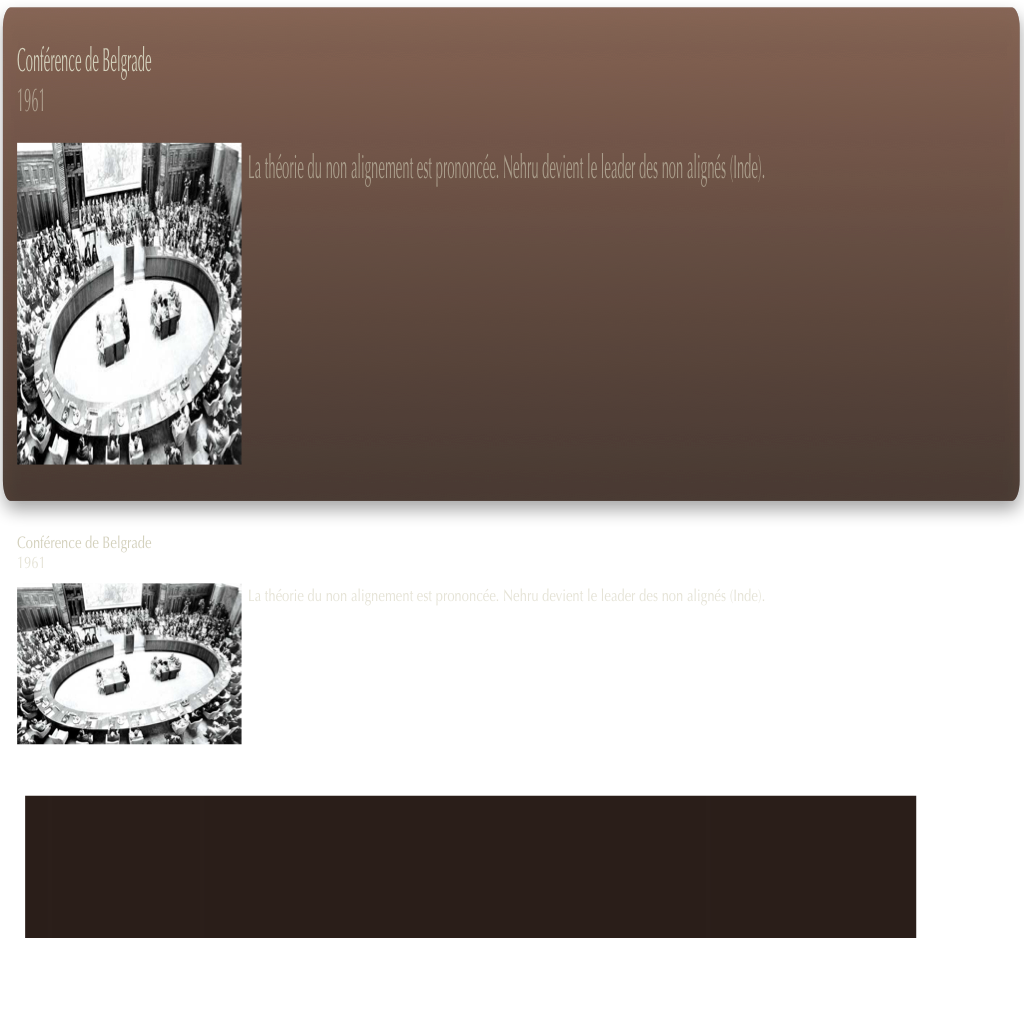 Conférence de Belgrade
1961
La théorie du non alignement est prononcée. Nehru devient le leader des non alignés (Inde).
Conférence de Belgrade
1961
La théorie du non alignement est prononcée. Nehru devient le leader des non alignés (Inde).